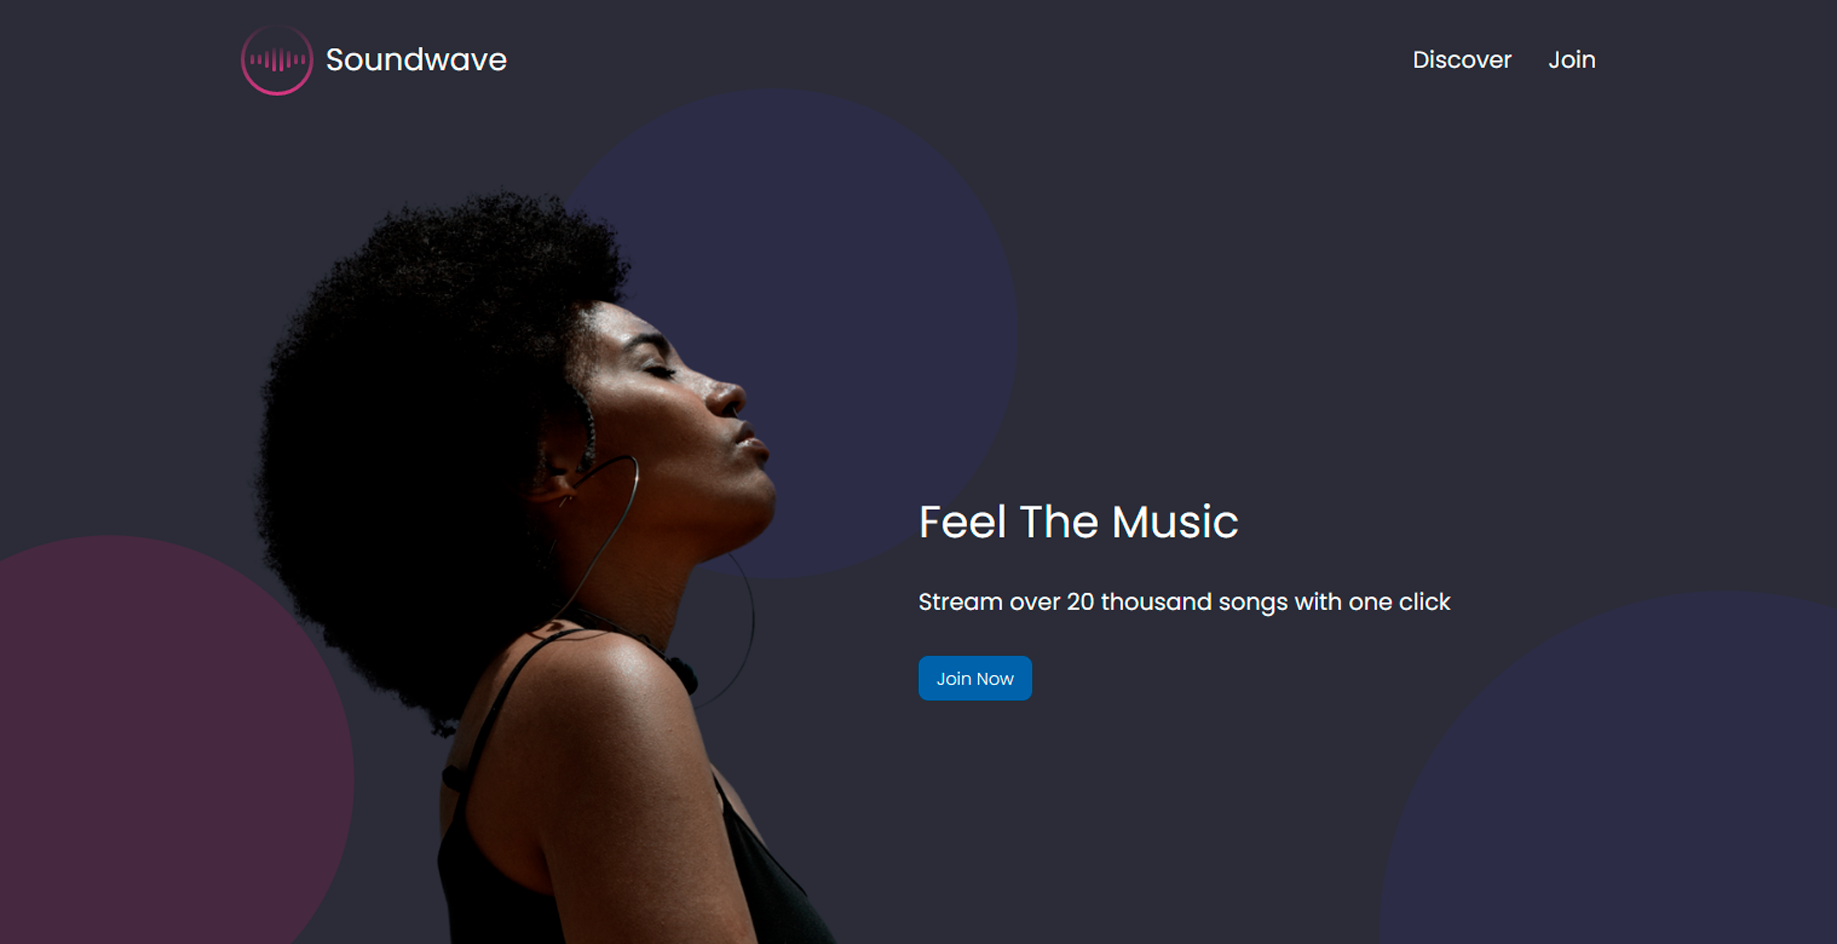 Soundwave
Discover
Join
Feel The Music
Stream over 20 thousand songs with one click
Join Now